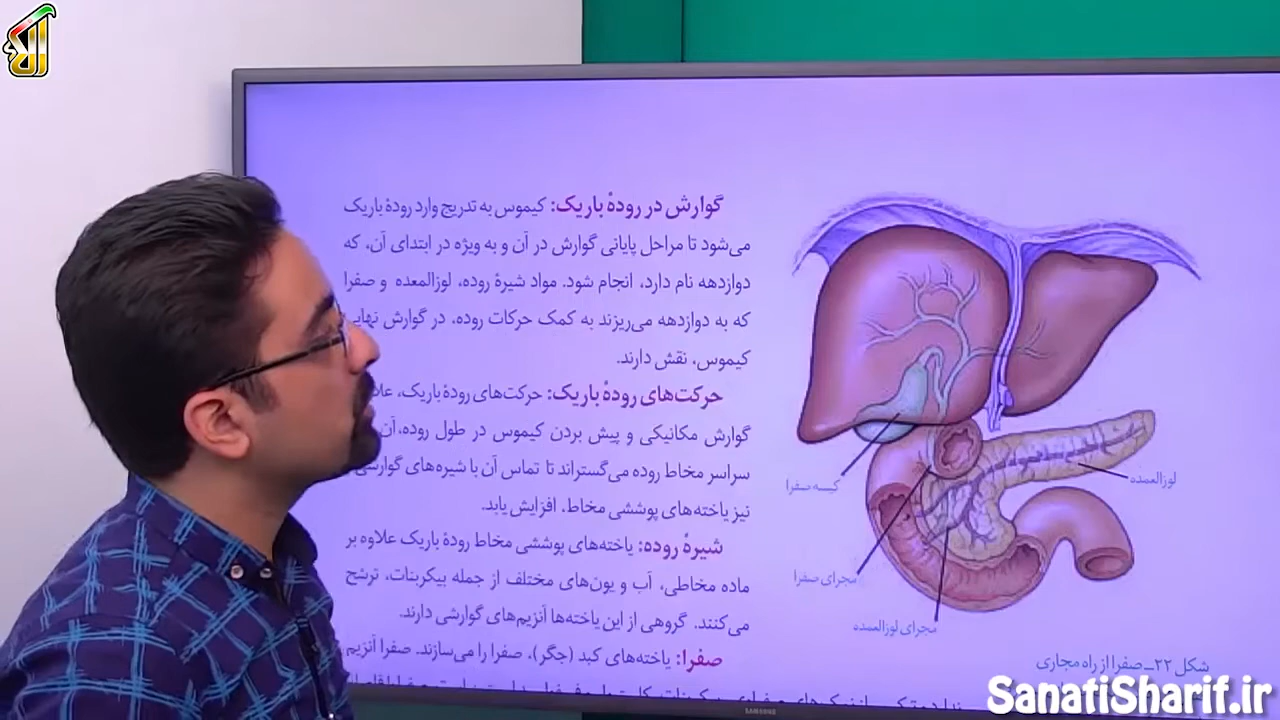 گوارش در رودهٔ باریک: کیموس به تدریج وارد رودهٔ باریک
می‌شود تا مراحل پایانی گوارش در آن و به ویژه در ابتدای آن، که
دوازدهه نام دارد، انجام شود. مواد شیرهٔ روده، لوزالمعده و صفرا
که به دوازدهه می‌ریزند به کمک حرکات روده، در گوارش نهایی
کیموس، نقش دارند.
حرکت‌های رودهٔ باریک: حرکت‌های رودهٔ باریک،
گوارش مکانیکی و پیش بردن کیموس در طول روده، آن
سراسر مخاط روده می‌گستراند تا تماس آن با شیره‌های گوارشی
نیز یاخته‌های پوششی مخاط، افزایش یابد.
شیرهٔ روده: یاخته‌های پوششی مخاط رودهٔ باریک علاوه بر
ماده مخاطی، آب و یون‌های مختلف از جمله بیکربنات، ترشح
می‌کنند. گروهی از این یاخته‌ها آنزیم‌های گوارشی دارند.
صفرا: یاخته‌های کبد (جگر)، صفرا را می‌سازند. صفرا آنزیم
کیسه صفرا
لوزالمعده
مجرای صفرا
مجرای لوزالمعده
شکل ۲۲ــ صفرا از راه مجاری
SAMSUNG
SanatiSharif.ir